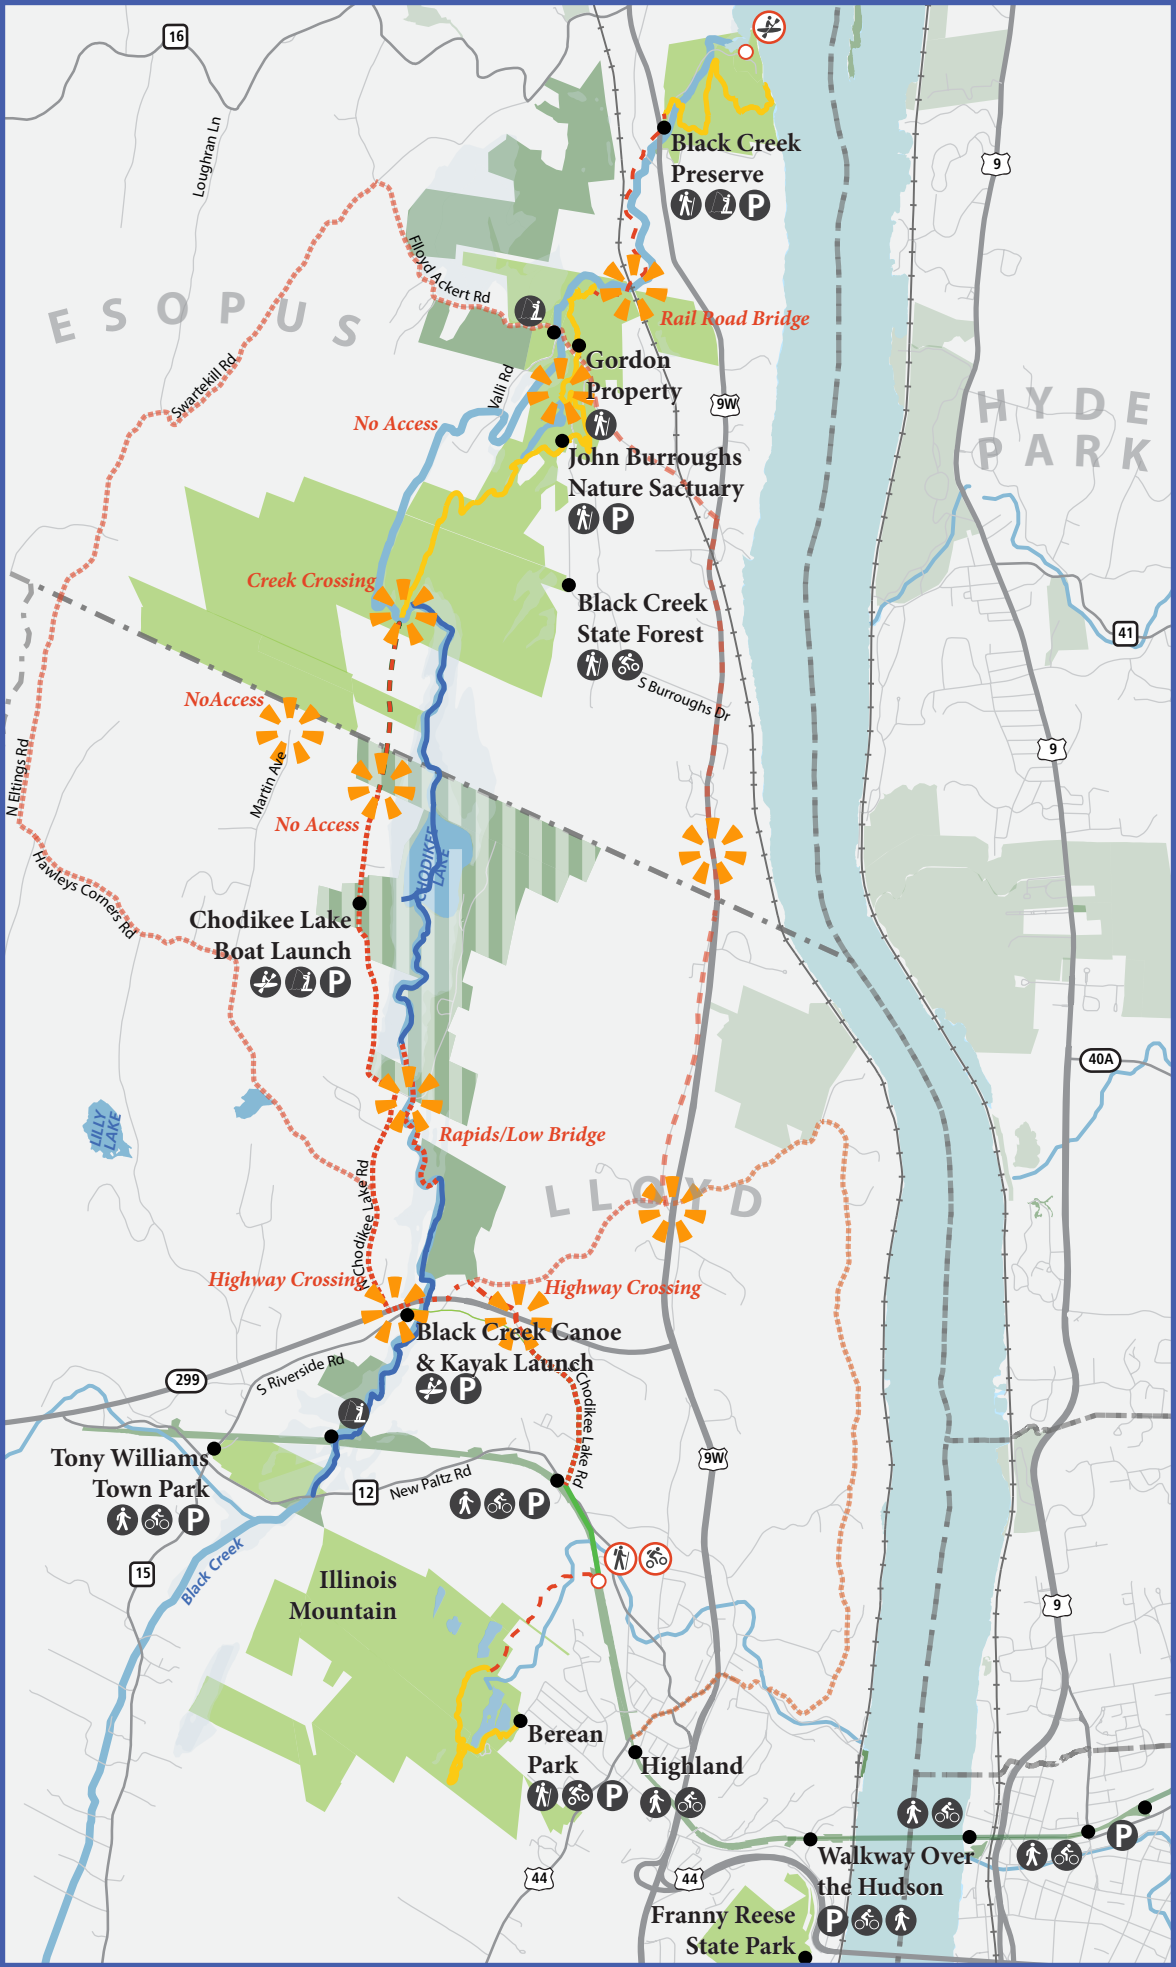 16
Loughran Ln
Black Creek
Preserve
P
9
Flloyd Ackert Rd
ESOPUS
Rail Road Bridge
Gordon
Property
Swartekill Rd
Valli Rd
9W
HYDE
PARK
No Access
John Burroughs
Nature Sactuary
P
Creek Crossing
Black Creek
State Forest
41
S Burroughs Dr
NoAccess
9
N Eltings Rd
Martin Ave
No Access
CHODIKEE
LAKE
Hawleys Corners Rd
Chodikee Lake
Boat Launch
P
40A
LILLY
LAKE
Rapids/Low Bridge
N Chodikee Lake Rd
LLOYD
Highway Crossing
Highway Crossing
Black Creek Canoe
& Kayak Launch
P
299
S Riverside Rd
Chodikee Lake Rd
Tony Williams
Town Park
P
12
New Paltz Rd
P
9W
15
Black Creek
Illinois
Mountain
9
Berean
Park
P
Highland
P
Walkway Over
the Hudson
P
44
44
Franny Reese
State Park